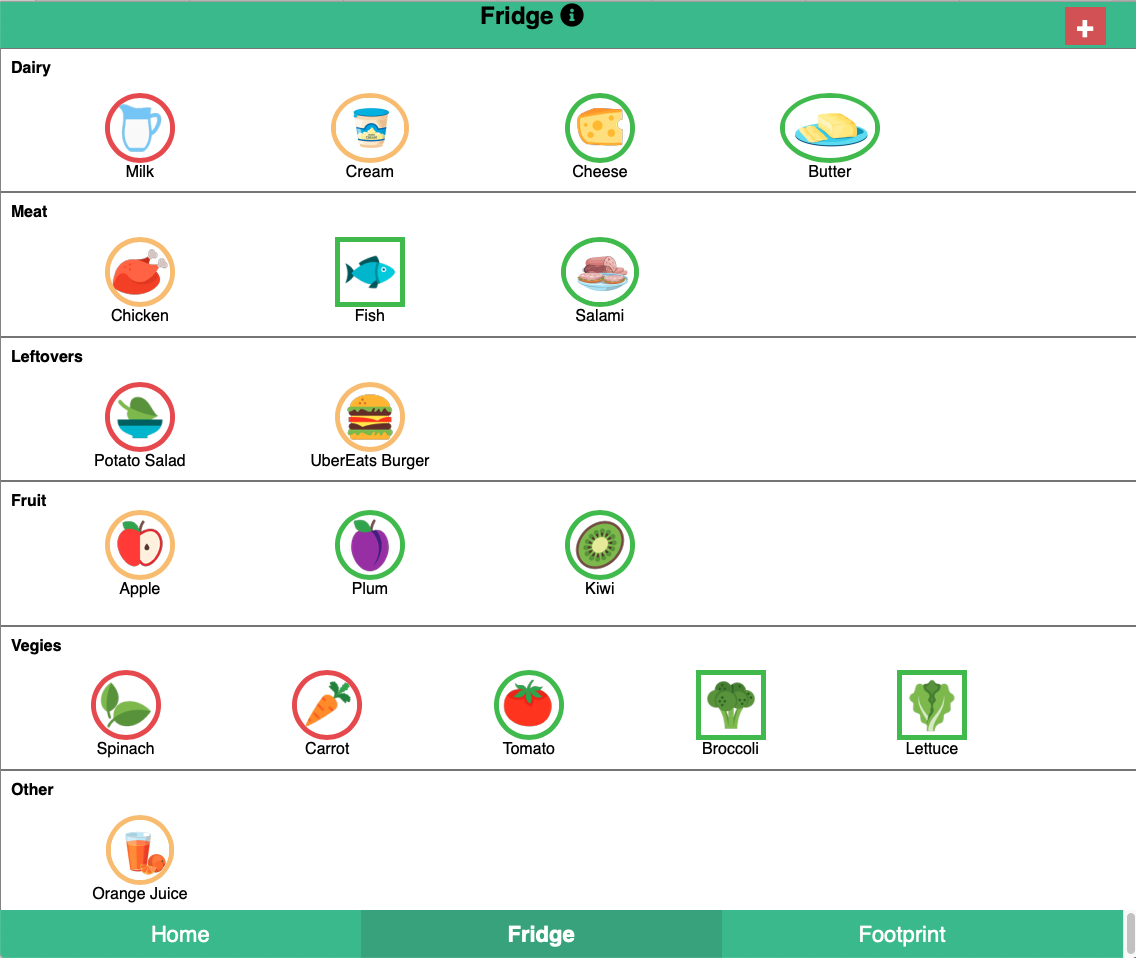 Fridge
Dairy
Milk Cream Cheese Butter
Meat
Chicken Fish Salami
Leftovers
Potato Salad UberEats Burger
Fruit
Apple Plum Kiwi
Vegies
Spinach Carrot Tomato Broccoli Lettuce
Other
Orange Juice
Home Fridge Footprint